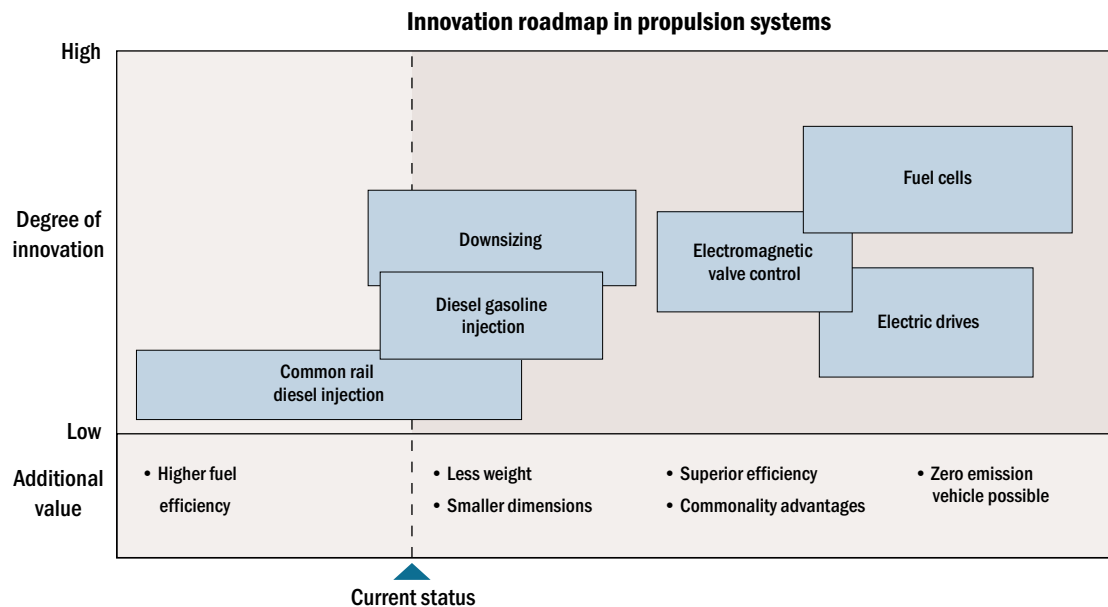 Innovation roadmap in propulsion systems
High
Degree of
innovation
Low
Fuel cells
Downsizing
Electromagnetic
valve control
Diesel gasoline
injection
Electric drives
Common rail
diesel injection
Additional
value
• Higher fuel
efficiency
• Less weight
• Smaller dimensions
• Superior efficiency
• Commonality advantages
• Zero emission
vehicle possible
Current status